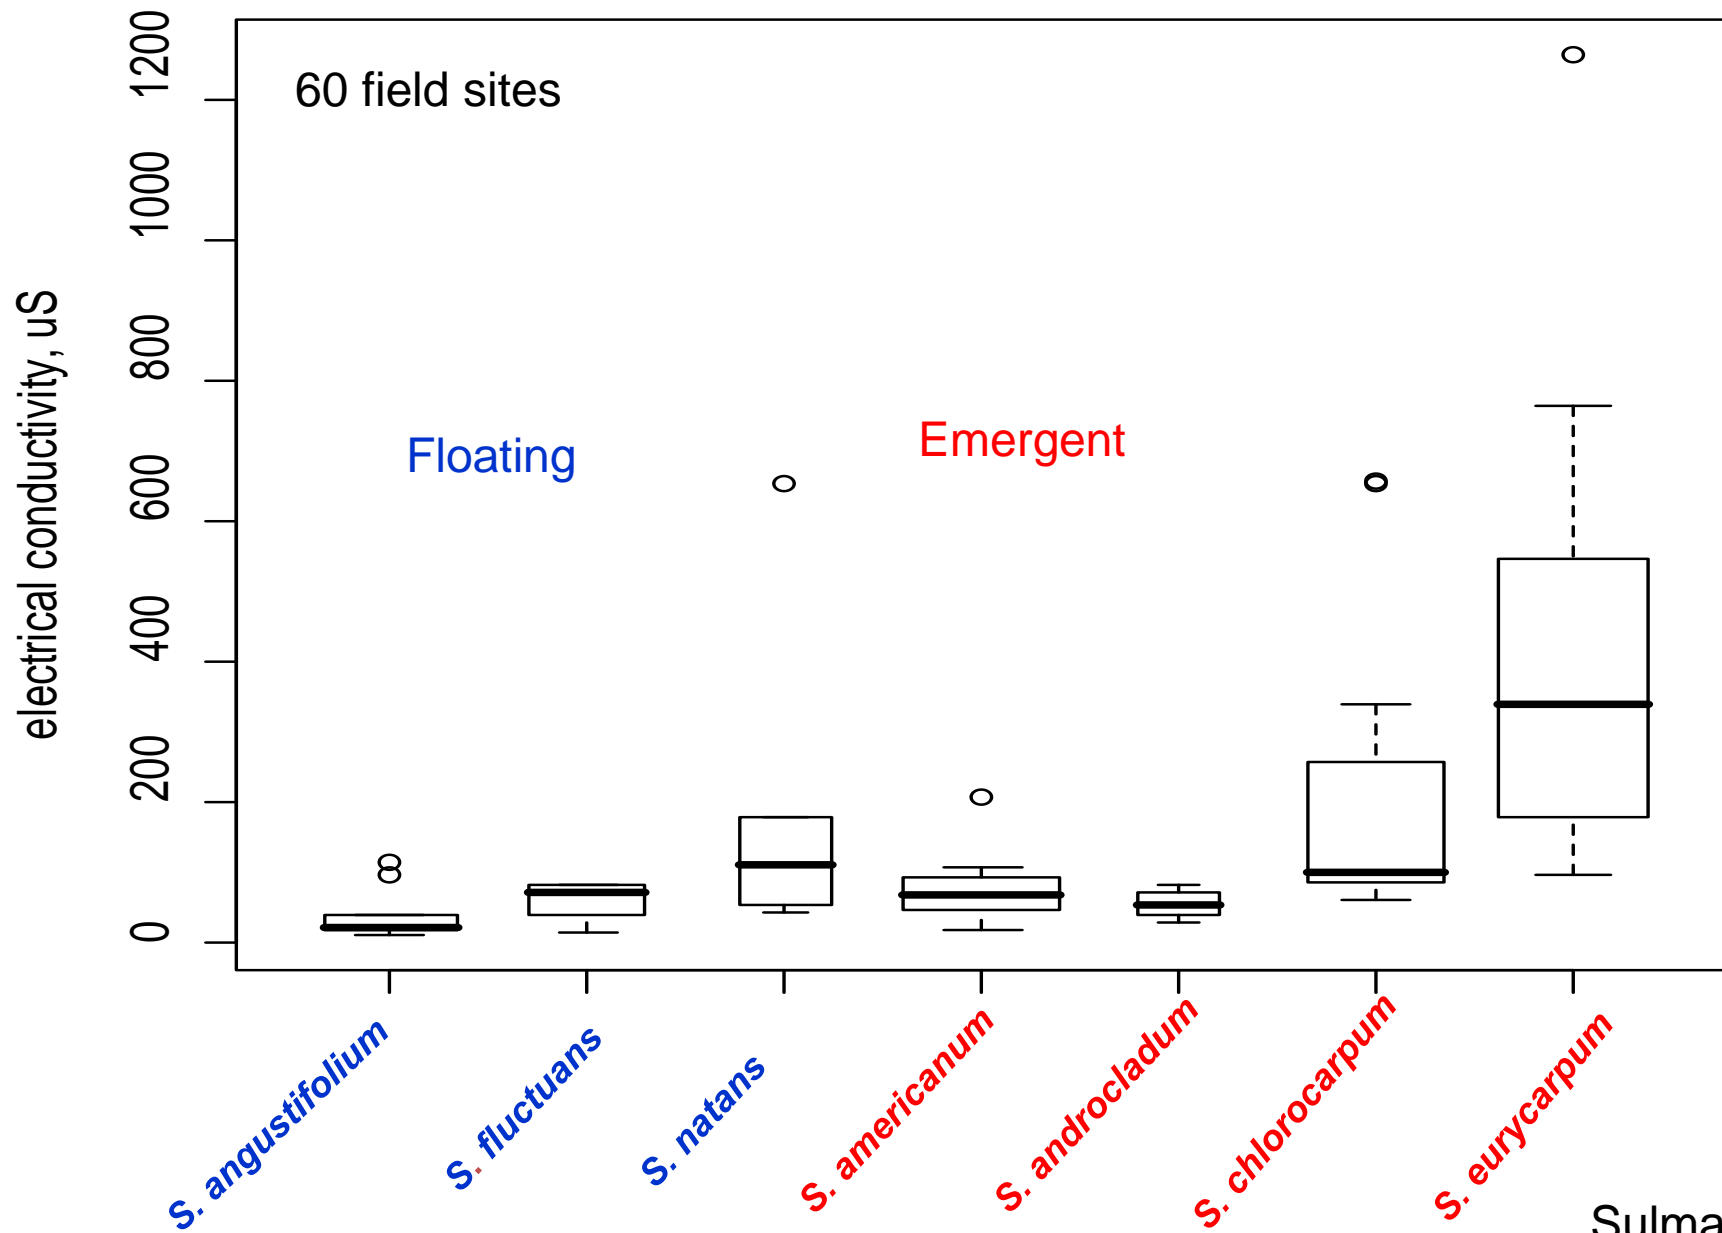 60 field sites
electrical conductivity, uS
1200
1000
800
600
400
200
0
Floating
Emergent
S. angustifolium
S. fluctuans
S. natans
S. americanum
S. androcladum
S. chlorocarpum
S. eurycarpum
Sulma